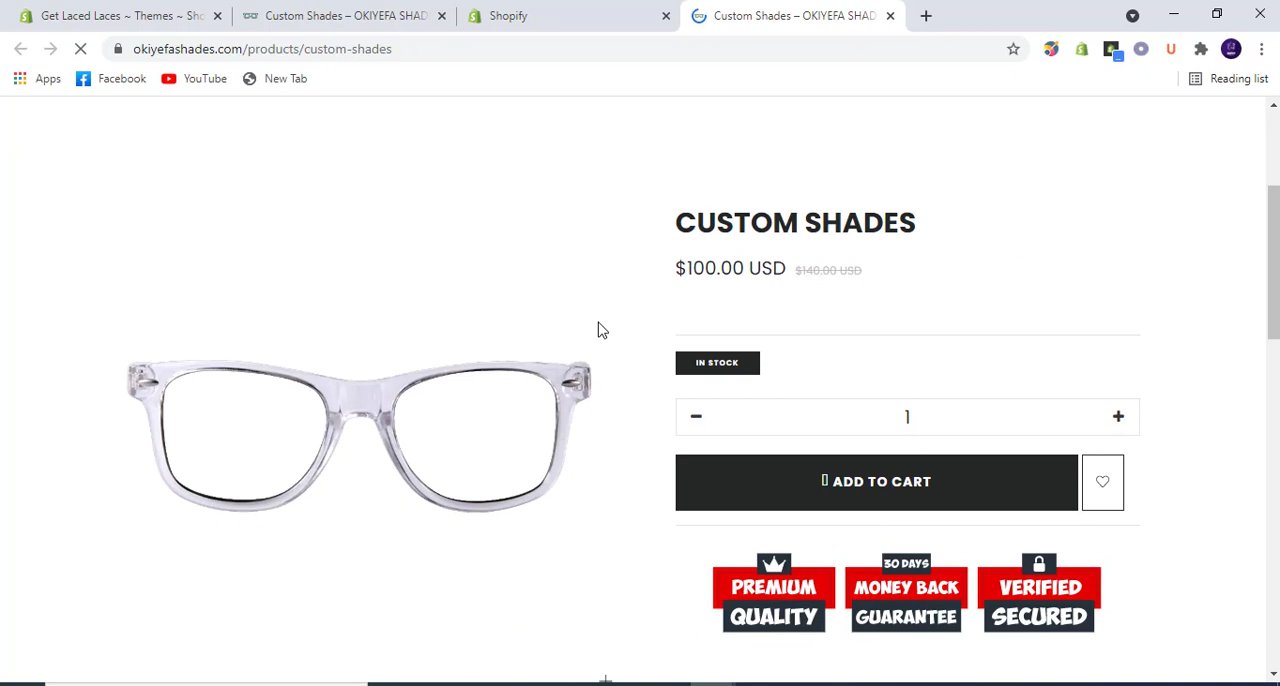 Get Laced Laces ~ Themes ~ Sho
Custom Shades – OKIYEFA SHAD
Shopify
Custom Shades – OKIYEFA SHAD
okiyefashades.com/products/custom-shades
Apps
Facebook
YouTube
New Tab
Reading list
CUSTOM SHADES
$100.00 USD $140.00 USD
IN STOCK
1
ADD TO CART
PREMIUM
QUALITY
30 DAYS
MONEY BACK
GUARANTEE
VERIFIED
SECURED